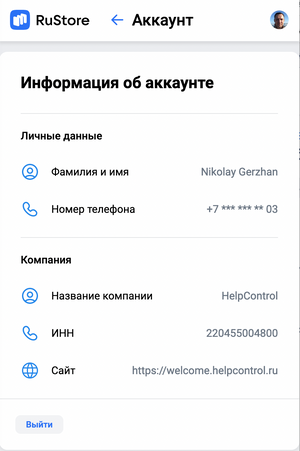 RuStore ← Аккаунт
Информация об аккаунте
Личные данные
Фамилия и имя Nikolay Gerzhan
Номер телефона +7 *** *** ** 03
Компания
Название компании HelpControl
ИНН 220455004800
Сайт https://welcome.helpcontrol.ru
Выйти